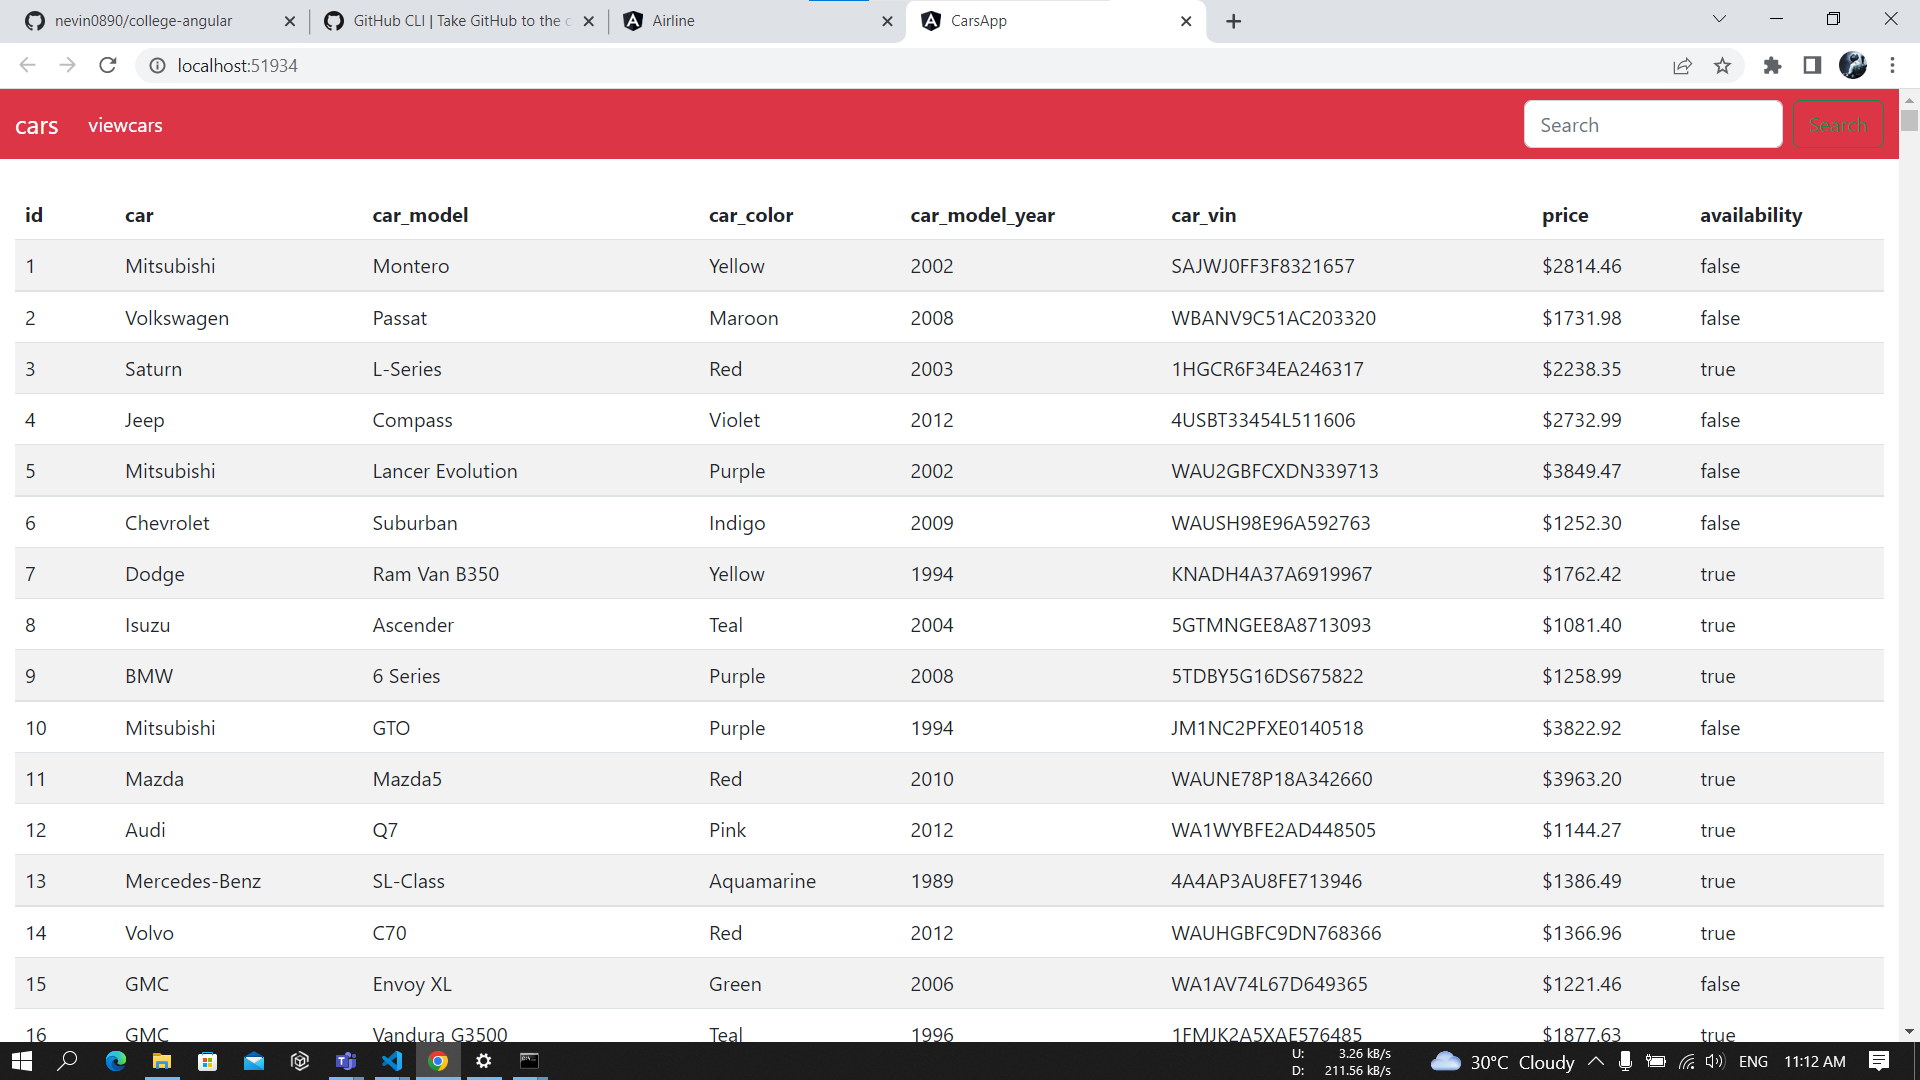 nevin0890/college-angular GitHub CLI | Take GitHub to the c Airline CarsApp
localhost:51934
cars viewcars Search Search
id car car_model car_color car_model_year car_vin price availability
1 Mitsubishi Montero Yellow 2002 SAJWJ0FF3F8321657 $2814.46 false
2 Volkswagen Passat Maroon 2008 WBANV9C51AC203320 $1731.98 false
3 Saturn L-Series Red 2003 1HGCR6F34EA246317 $2238.35 true
4 Jeep Compass Violet 2012 4USBT33454L511606 $2732.99 false
5 Mitsubishi Lancer Evolution Purple 2002 WAU2GBFCXDN339713 $3849.47 false
6 Chevrolet Suburban Indigo 2009 WAUSH98E96A592763 $1252.30 false
7 Dodge Ram Van B350 Yellow 1994 KNADH4A37A6919967 $1762.42 true
8 Isuzu Ascender Teal 2004 5GTMNGEE8A8713093 $1081.40 true
9 BMW 6 Series Purple 2008 5TDBY5G16DS675822 $1258.99 true
10 Mitsubishi GTO Purple 1994 JM1NC2PFXE0140518 $3822.92 false
11 Mazda Mazda5 Red 2010 WAUNE78P18A342660 $3963.20 true
12 Audi Q7 Pink 2012 WA1WYBFE2AD448505 $1144.27 true
13 Mercedes-Benz SL-Class Aquamarine 1989 4A4AP3AU8FE713946 $1386.49 true
14 Volvo C70 Red 2012 WAUHGBFC9DN768366 $1366.96 true
15 GMC Envoy XL Green 2006 WA1AV74L67D649365 $1221.46 false
16 GMC Vandura G3500 Teal 1996 1FMJK2A5XAE576485 $1877.63 true
U: 3.26 kB/s
D: 211.56 kB/s
30°C Cloudy ENG 11:12 AM